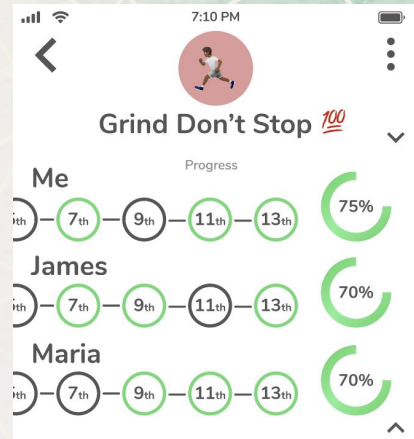 7:10 PM
Grind Don't Stop 💯
Progress
Me
7th 9th 11th 13th
75%
James
7th 9th 11th 13th
70%
Maria
7th 9th 11th 13th
70%